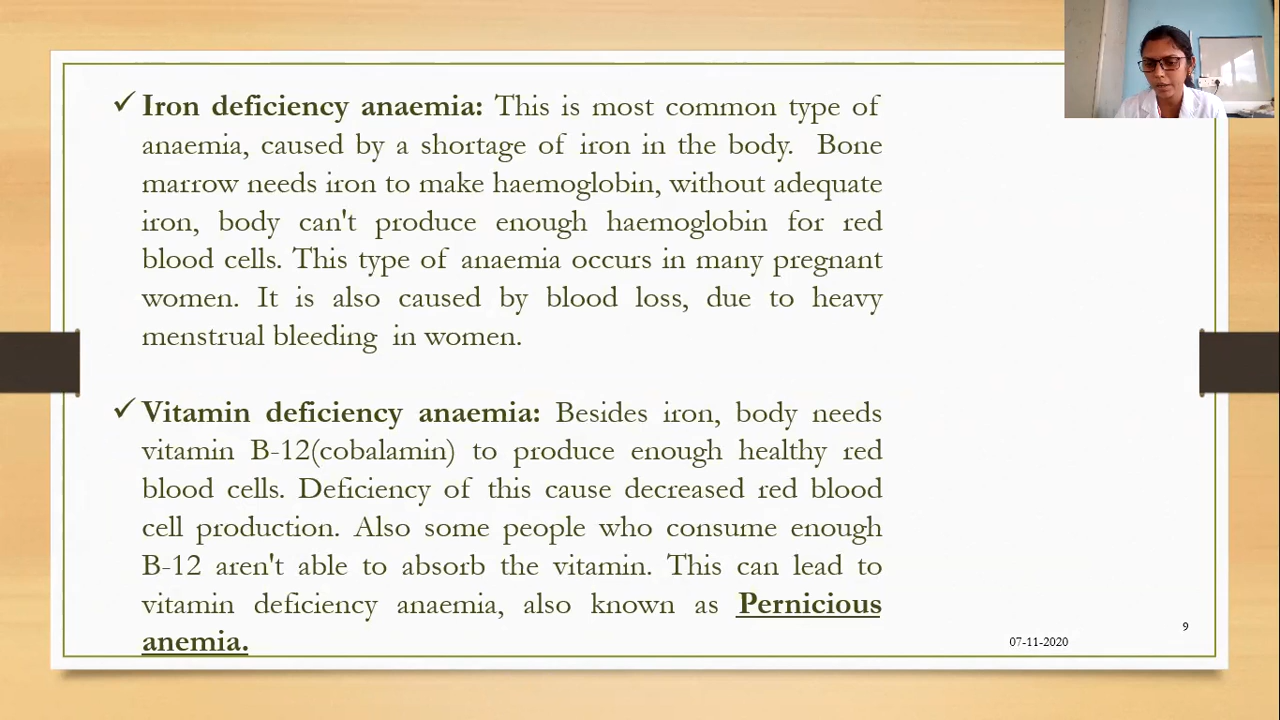 ✓ Iron deficiency anaemia: This is most common type of
anaemia, caused by a shortage of iron in the body. Bone
marrow needs iron to make haemoglobin, without adequate
iron, body can't produce enough haemoglobin for red
blood cells. This type of anaemia occurs in many pregnant
women. It is also caused by blood loss, due to heavy
menstrual bleeding in women.
✓ Vitamin deficiency anaemia: Besides iron, body needs
vitamin B-12(cobalamin) to produce enough healthy red
blood cells. Deficiency of this cause decreased red blood
cell production. Also some people who consume enough
B-12 aren't able to absorb the vitamin. This can lead to
vitamin deficiency anaemia, also known as Pernicious
anemia.
9
07-11-2020